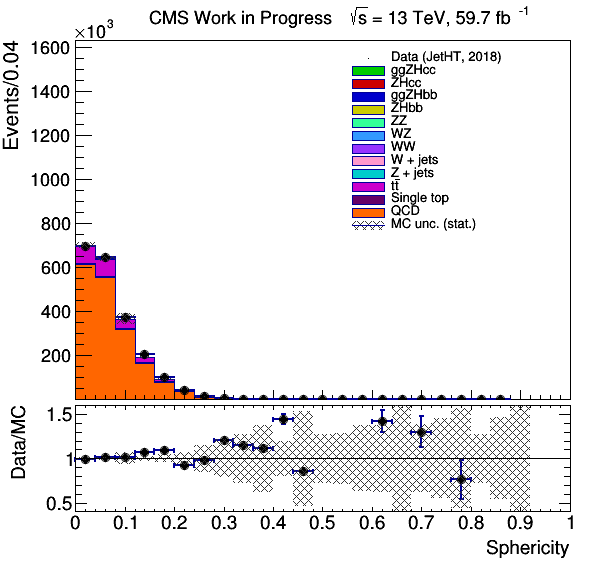 CMS Work in Progress √s = 13 TeV, 59.7 fb⁻¹
×10³
Events/0.04
1600
1400
1200
1000
800
600
400
200
Data (JetHT, 2018)
ggZHcc
ZHcc
ggZHbb
ZHbb
ZZ
WZ
WW
W + jets
Z + jets
tt̄
Single top
QCD
MC unc. (stat.)
Data/MC
1.5
1
0.5
0 0.1 0.2 0.3 0.4 0.5 0.6 0.7 0.8 0.9 1
Sphericity